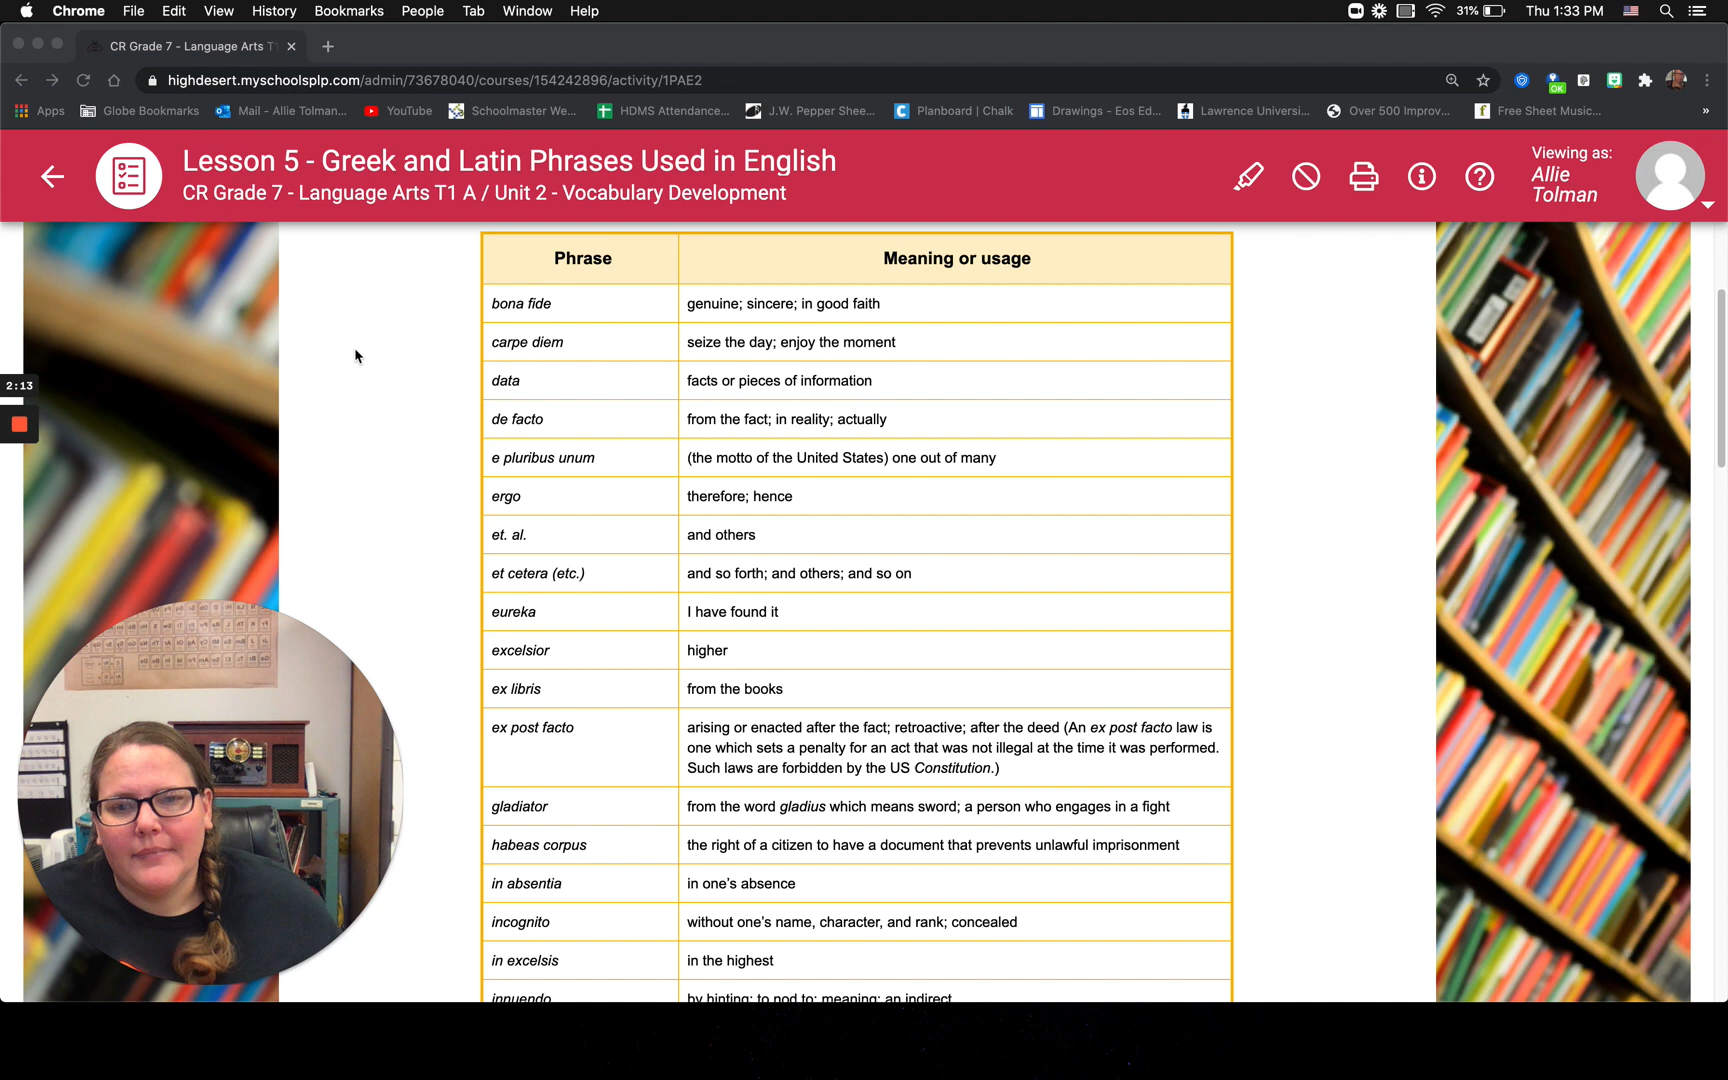 Chrome File Edit View History Bookmarks People Tab Window Help
31% Thu 1:33 PM
CR Grade 7 - Language Arts T1
highdesert.myschoolsplp.com/admin/73678040/courses/154242896/activity/1PAE2
OK
Apps Globe Bookmarks Mail - Allie Tolman... YouTube Schoolmaster We... HDMS Attendance... J.W. Pepper Shee... Planboard | Chalk Drawings - Eos Ed... Lawrence Universi... Over 500 Improv... Free Sheet Music... »
Lesson 5 - Greek and Latin Phrases Used in English
CR Grade 7 - Language Arts T1 A / Unit 2 - Vocabulary Development
Viewing as:
Allie
Tolman
Phrase Meaning or usage
bona fide genuine; sincere; in good faith
carpe diem seize the day; enjoy the moment
data facts or pieces of information
2:13
de facto from the fact; in reality; actually
e pluribus unum (the motto of the United States) one out of many
ergo therefore; hence
et. al. and others
et cetera (etc.) and so forth; and others; and so on
eureka I have found it
excelsior higher
ex libris from the books
ex post facto arising or enacted after the fact; retroactive; after the deed (An ex post facto law is
one which sets a penalty for an act that was not illegal at the time it was performed.
Such laws are forbidden by the US Constitution.)
gladiator from the word gladius which means sword; a person who engages in a fight
habeas corpus the right of a citizen to have a document that prevents unlawful imprisonment
in absentia in one's absence
incognito without one's name, character, and rank; concealed
in excelsis in the highest
innuendo by hinting; to nod to; meaning; an indirect